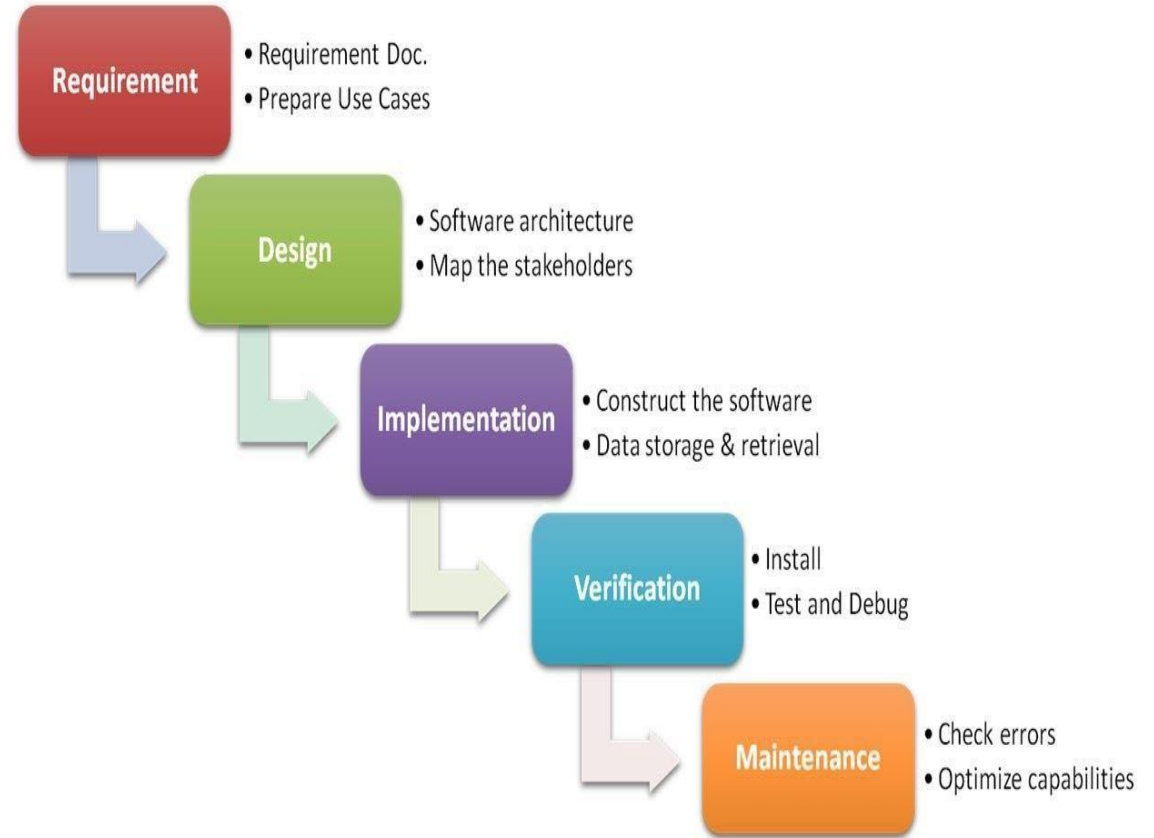 Requirement
• Requirement Doc.
• Prepare Use Cases
Design
• Software architecture
• Map the stakeholders
Implementation
• Construct the software
• Data storage & retrieval
Verification
• Install
• Test and Debug
Maintenance
• Check errors
• Optimize capabilities